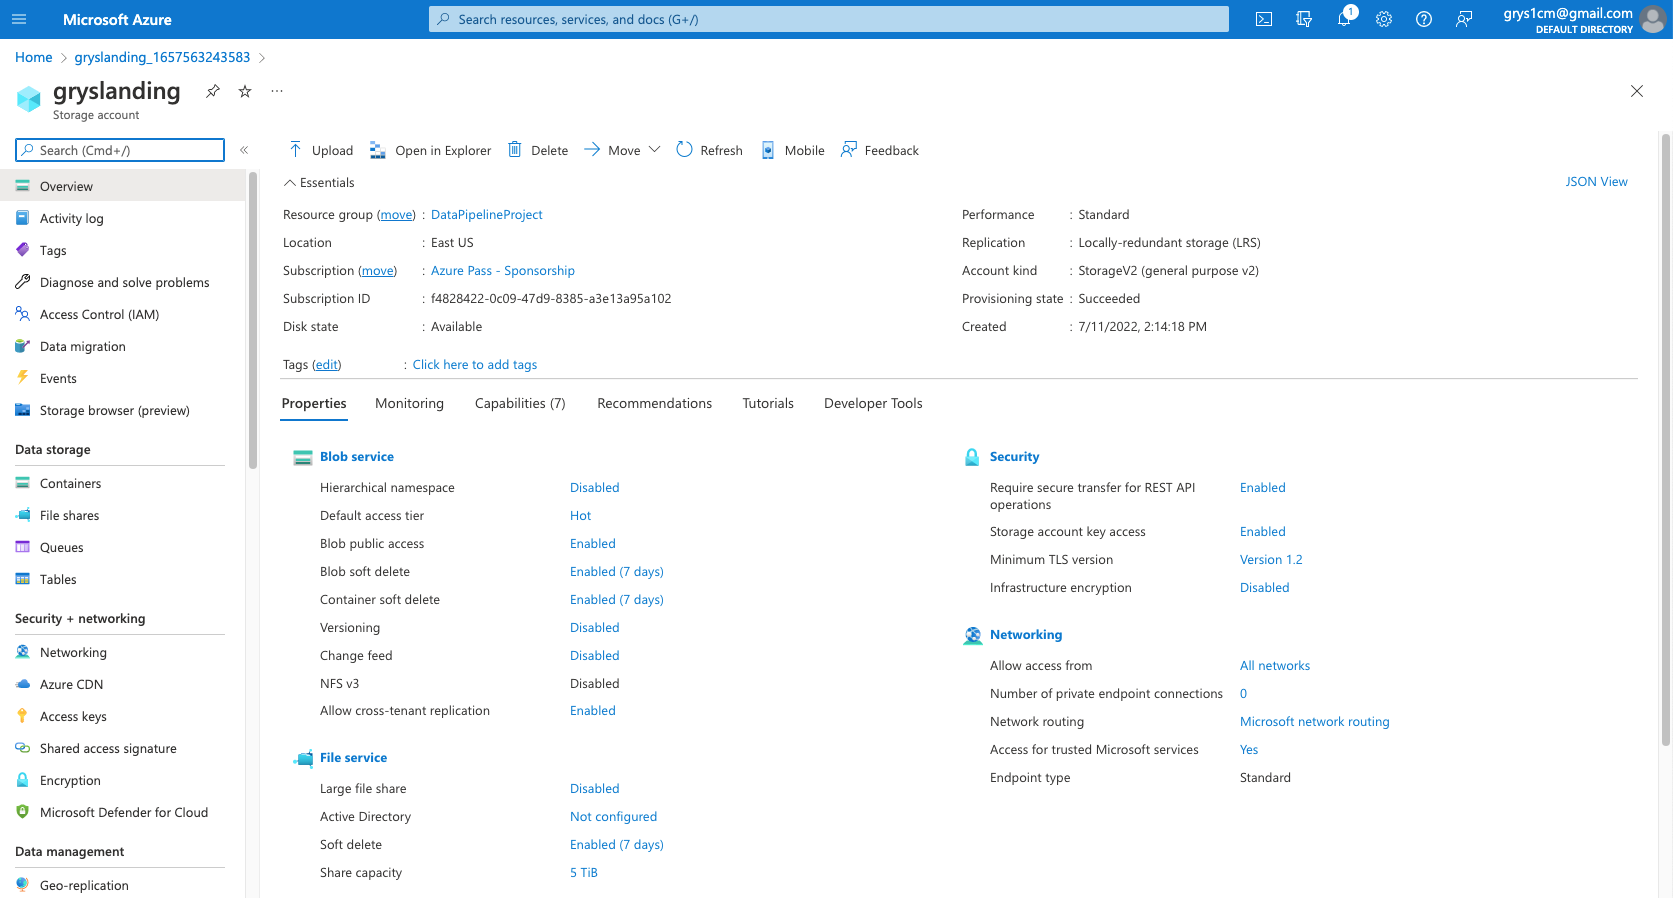 Microsoft Azure
Search resources, services, and docs (G+/)
1
grys1cm@gmail.com
DEFAULT DIRECTORY
Home > gryslanding_1657563243583 >
gryslanding
Storage account
Search (Cmd+/)
Overview
Activity log
Tags
Diagnose and solve problems
Access Control (IAM)
Data migration
Events
Storage browser (preview)
Data storage
Containers
File shares
Queues
Tables
Security + networking
Networking
Azure CDN
Access keys
Shared access signature
Encryption
Microsoft Defender for Cloud
Data management
Geo-replication
Upload Open in Explorer Delete Move Refresh Mobile Feedback
Essentials
JSON View
Resource group (move) : DataPipelineProject
Location : East US
Subscription (move) : Azure Pass - Sponsorship
Subscription ID : f4828422-0c09-47d9-8385-a3e13a95a102
Disk state : Available
Performance : Standard
Replication : Locally-redundant storage (LRS)
Account kind : StorageV2 (general purpose v2)
Provisioning state : Succeeded
Created : 7/11/2022, 2:14:18 PM
Tags (edit) : Click here to add tags
Properties Monitoring Capabilities (7) Recommendations Tutorials Developer Tools
Blob service
Hierarchical namespace Disabled
Default access tier Hot
Blob public access Enabled
Blob soft delete Enabled (7 days)
Container soft delete Enabled (7 days)
Versioning Disabled
Change feed Disabled
NFS v3 Disabled
Allow cross-tenant replication Enabled
File service
Large file share Disabled
Active Directory Not configured
Soft delete Enabled (7 days)
Share capacity 5 TiB
Security
Require secure transfer for REST API Enabled
operations
Storage account key access Enabled
Minimum TLS version Version 1.2
Infrastructure encryption Disabled
Networking
Allow access from All networks
Number of private endpoint connections 0
Network routing Microsoft network routing
Access for trusted Microsoft services Yes
Endpoint type Standard